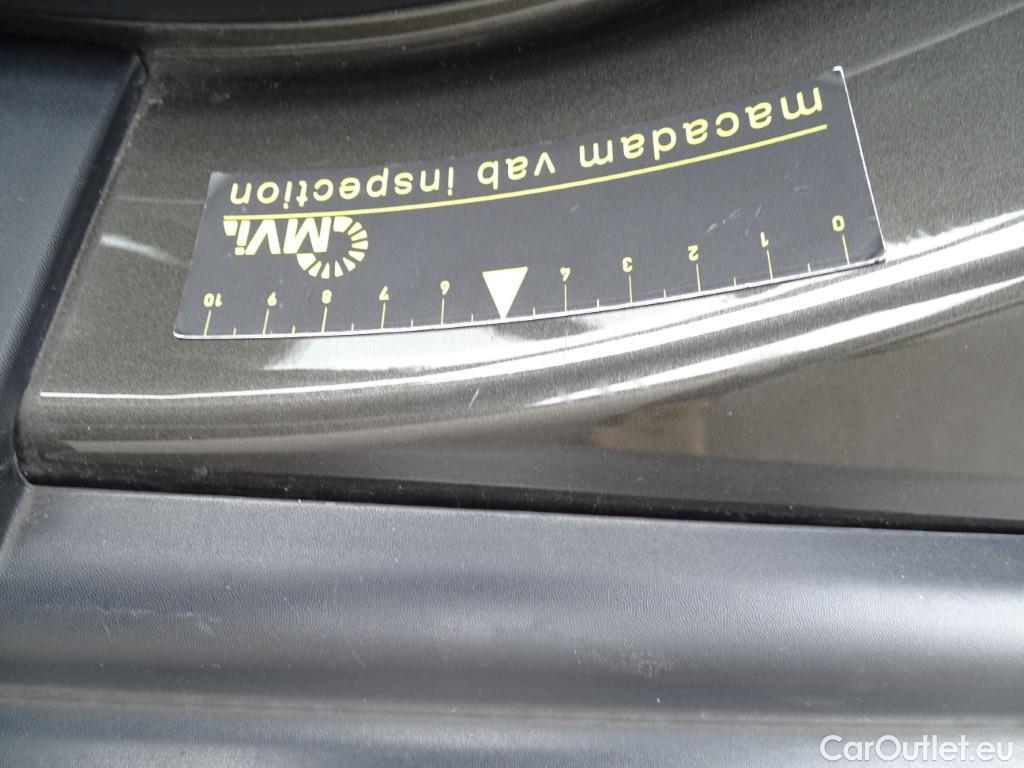 macadam vab inspection
MVi
0 1 2 3 4 6 7 8 9 10
CarOutlet.eu